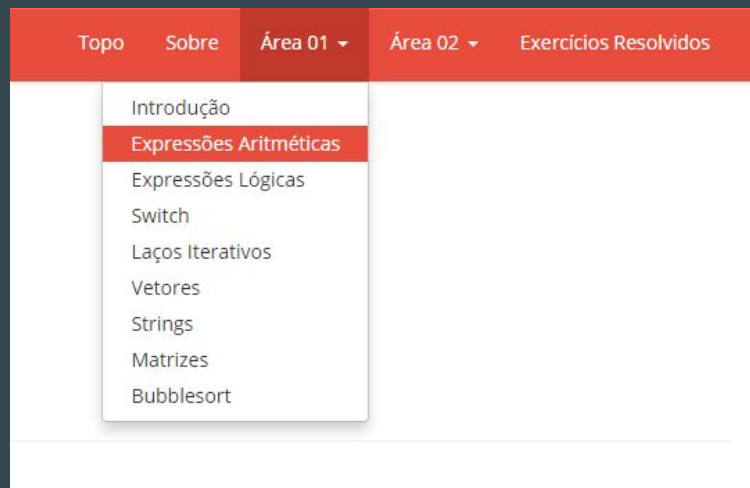 Topo Sobre Área 01 Área 02 Exercícios Resolvidos
Introdução
Expressões Aritméticas
Expressões Lógicas
Switch
Laços Iterativos
Vetores
Strings
Matrizes
Bubblesort